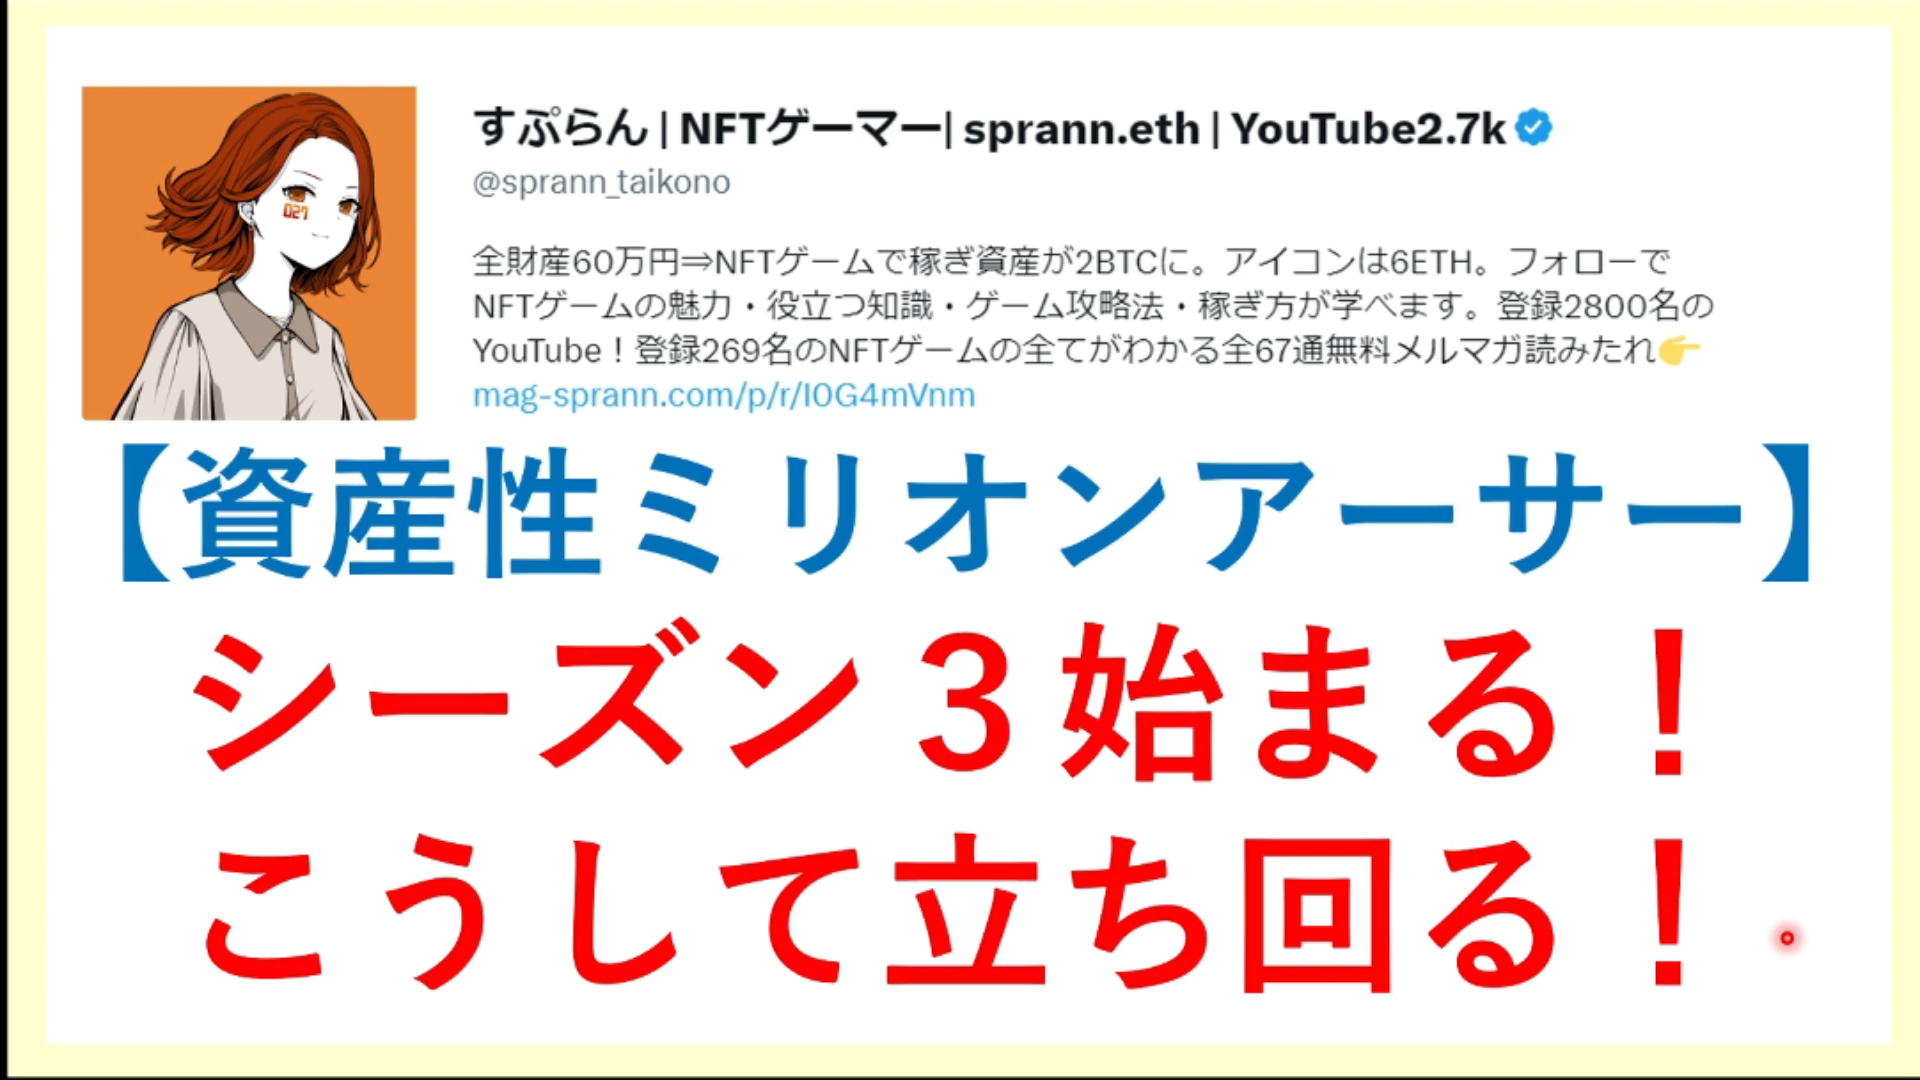 すぷらん | NFTゲーマー| sprann.eth | YouTube2.7k
@sprann_taikono
027
全財産60万円⇒NFTゲームで稼ぎ資産が2BTCに。アイコンは6ETH。フォローで
NFTゲームの魅力・役立つ知識・ゲーム攻略法・稼ぎ方が学べます。登録2800名の
YouTube！登録269名のNFTゲームの全てがわかる全67通無料メルマガ読みたれ👉
mag-sprann.com/p/r/I0G4mVnm
【資産性ミリオンアーサー】
シーズン３始まる！
こうして立ち回る！